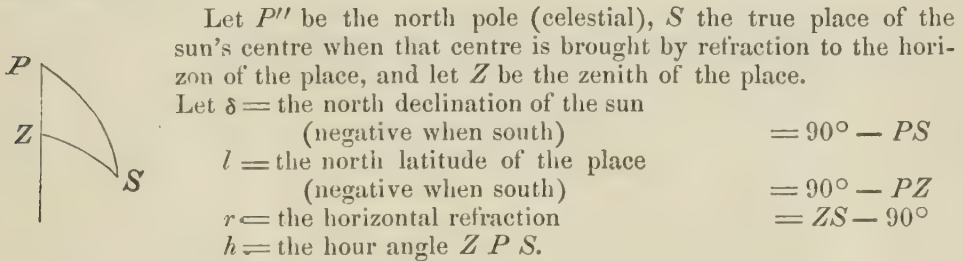 Let P'' be the north pole (celestial), S the true place of the
sun's centre when that centre is brought by refraction to the hori-
zon of the place, and let Z be the zenith of the place.
Let δ = the north declination of the sun
(negative when south) = 90° — PS
l = the north latitude of the place
(negative when south) = 90° — PZ
r = the horizontal refraction = ZS — 90°
h = the hour angle Z P S.
P
Z
S